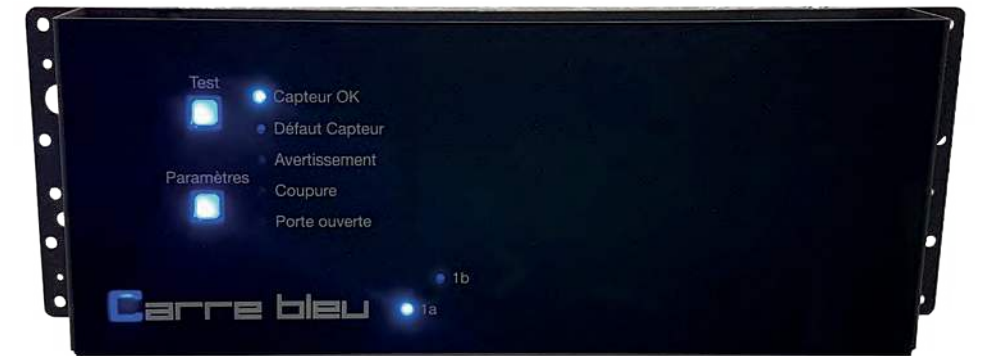 Test
Capteur OK
Défaut Capteur
Avertissement
Paramètres
Coupure
Porte ouverte
1b
Carre bleu
1a